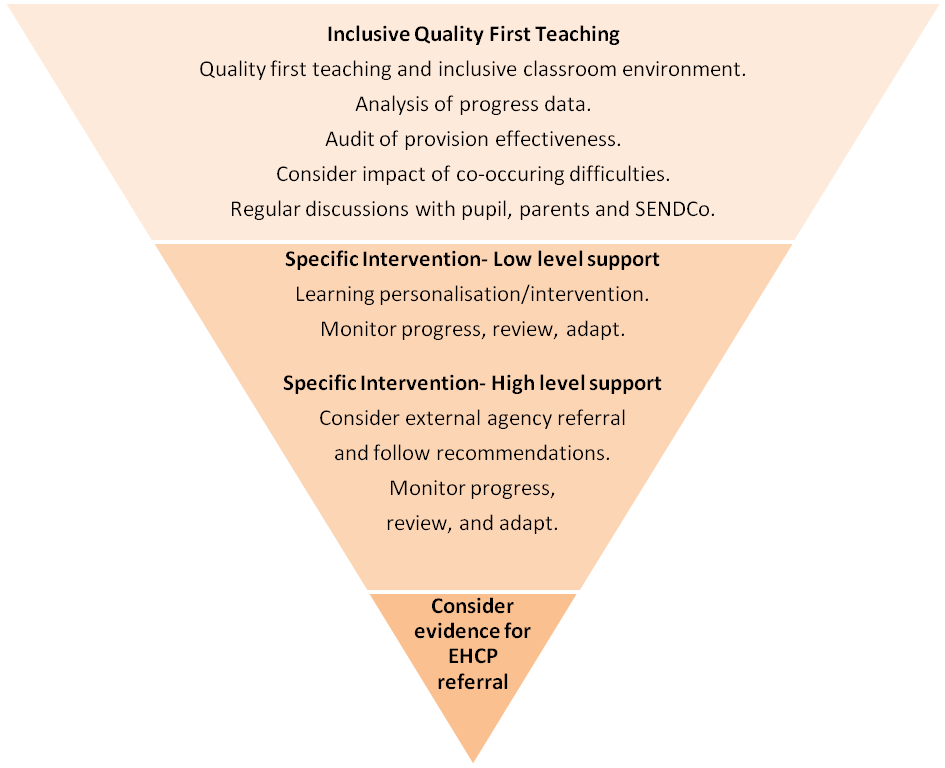 Inclusive Quality First Teaching
Quality first teaching and inclusive classroom environment.
Analysis of progress data.
Audit of provision effectiveness.
Consider impact of co-occuring difficulties.
Regular discussions with pupil, parents and SENDCo.
Specific Intervention- Low level support
Learning personalisation/intervention.
Monitor progress, review, adapt.
Specific Intervention- High level support
Consider external agency referral
and follow recommendations.
Monitor progress,
review, and adapt.
Consider
evidence for
EHCP
referral